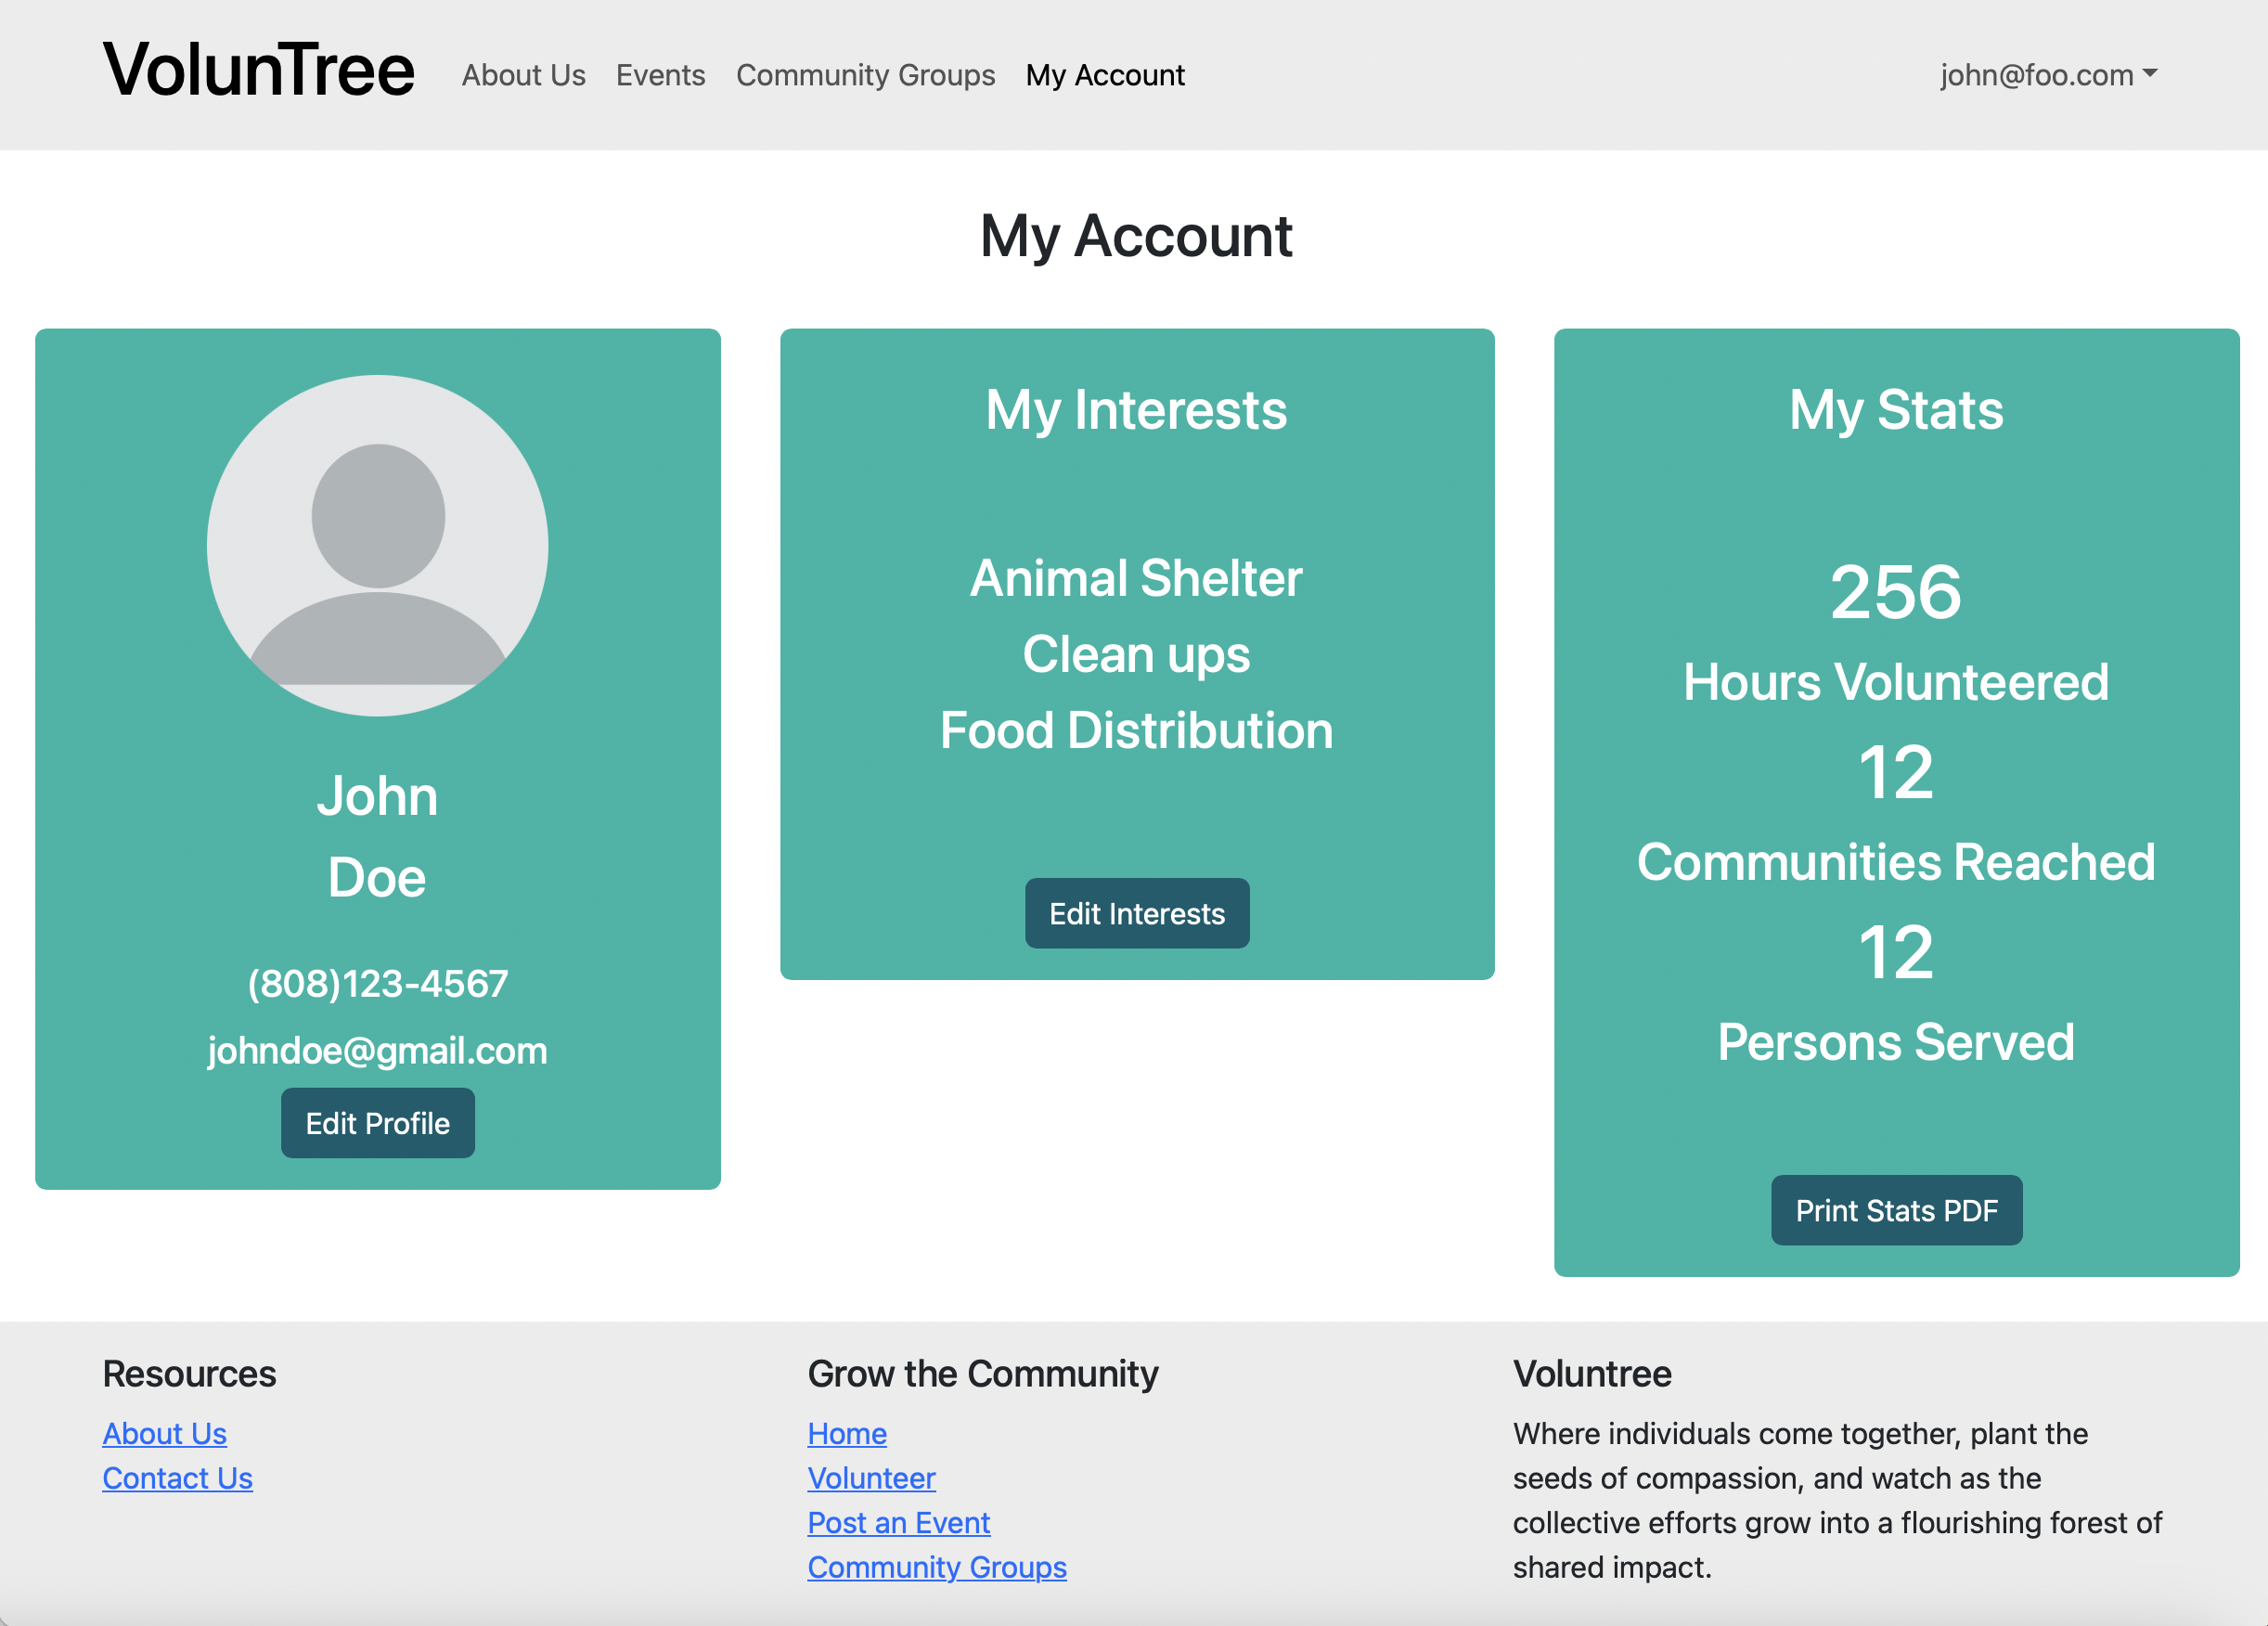 VolunTree
About Us
Events
Community Groups
My Account
john@foo.com
My Account
John
Doe
(808)123-4567
johndoe@gmail.com
Edit Profile
My Interests
Animal Shelter
Clean ups
Food Distribution
Edit Interests
My Stats
256
Hours Volunteered
12
Communities Reached
12
Persons Served
Print Stats PDF
Resources
About Us
Contact Us
Grow the Community
Home
Volunteer
Post an Event
Community Groups
Voluntree
Where individuals come together, plant the
seeds of compassion, and watch as the
collective efforts grow into a flourishing forest of
shared impact.